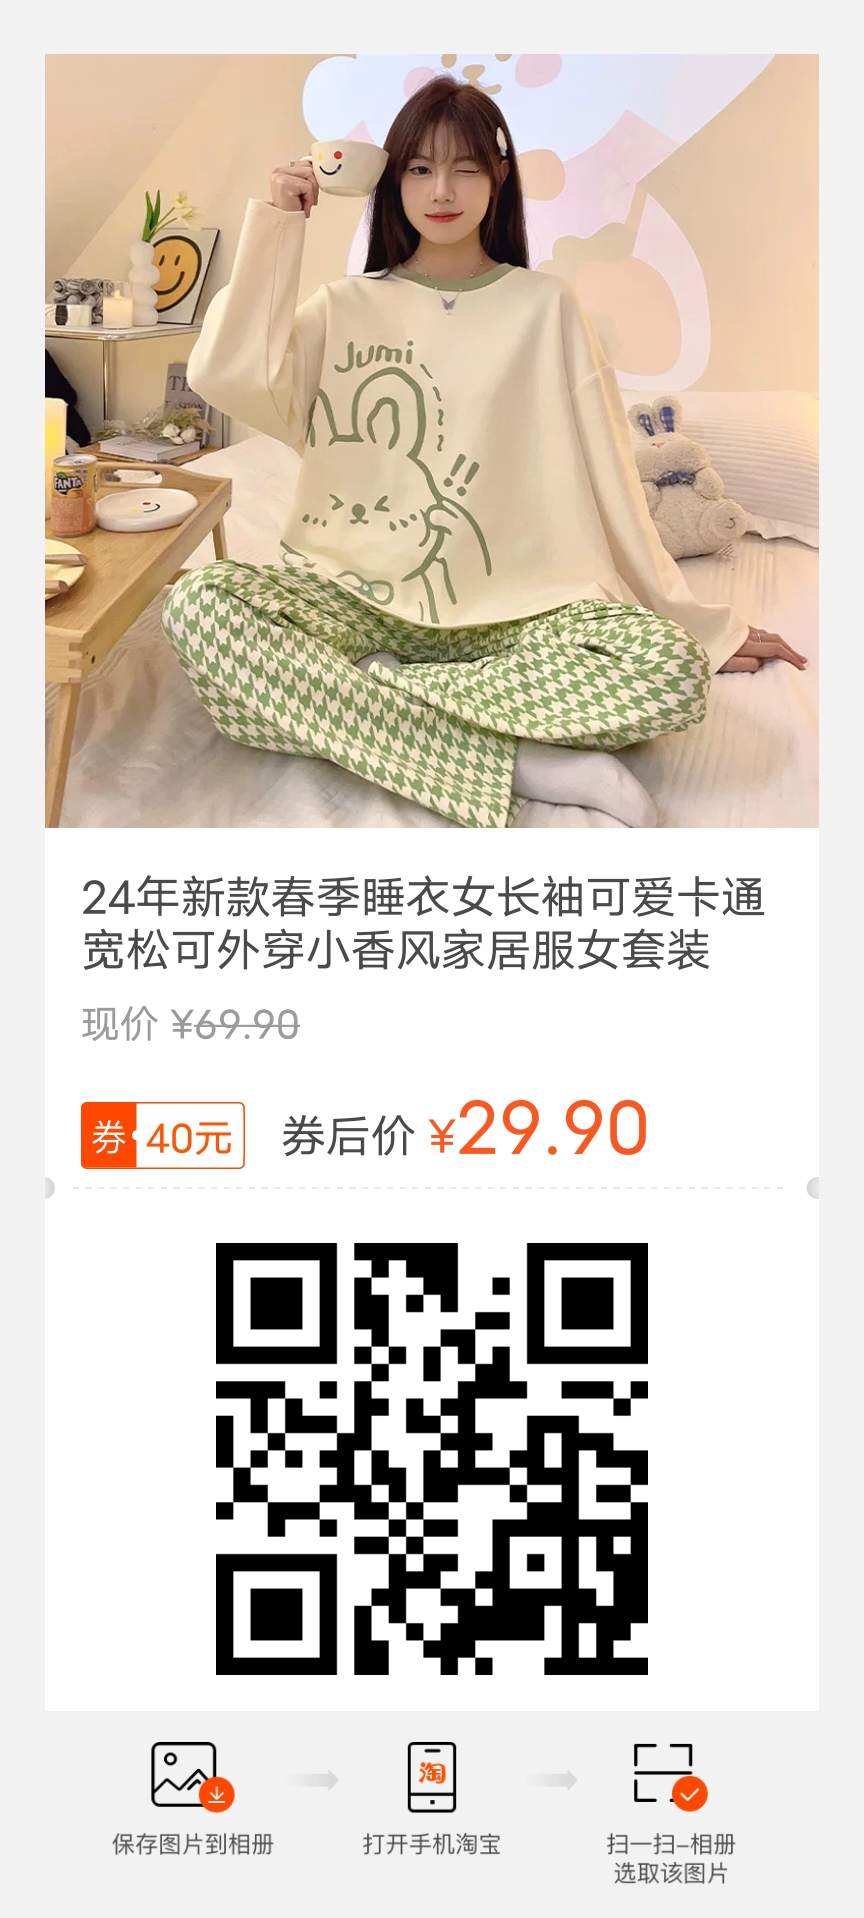 Jumi
!!
FANTA
TH
24年新款春季睡衣女长袖可爱卡通
宽松可外穿小香风家居服女套装
现价 ¥69.90
券 40元 券后价 ¥29.90
淘
保存图片到相册
打开手机淘宝
扫一扫-相册
选取该图片